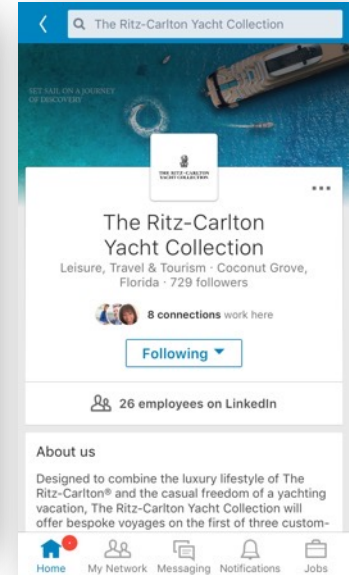 The Ritz-Carlton Yacht Collection
SET SAIL ON A JOURNEY
OF DISCOVERY
THE RITZ-CARLTON
YACHT COLLECTION
The Ritz-Carlton
Yacht Collection
Leisure, Travel & Tourism · Coconut Grove,
Florida · 729 followers
8 connections work here
Following
26 employees on LinkedIn
About us
Designed to combine the luxury lifestyle of The
Ritz-Carlton® and the casual freedom of a yachting
vacation, The Ritz-Carlton Yacht Collection will
offer bespoke voyages on the first of three custom-
Home My Network Messaging Notifications Jobs